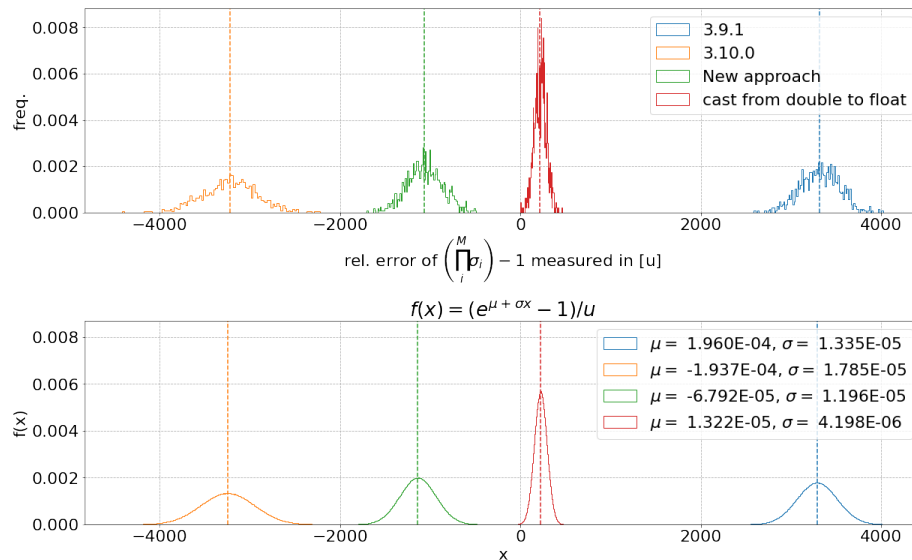 0.008
0.006
0.004
0.002
0.000
freq.
3.9.1
3.10.0
New approach
cast from double to float
−4000 −2000 0 2000 4000
rel. error of (∏_i^M σ_i) − 1 measured in [u]
f(x) = (e^{μ + σx} − 1)/u
0.008
0.006
0.004
0.002
0.000
f(x)
μ = 1.960E-04, σ = 1.335E-05
μ = -1.937E-04, σ = 1.785E-05
μ = -6.792E-05, σ = 1.196E-05
μ = 1.322E-05, σ = 4.198E-06
−4000 −2000 0 2000 4000
x